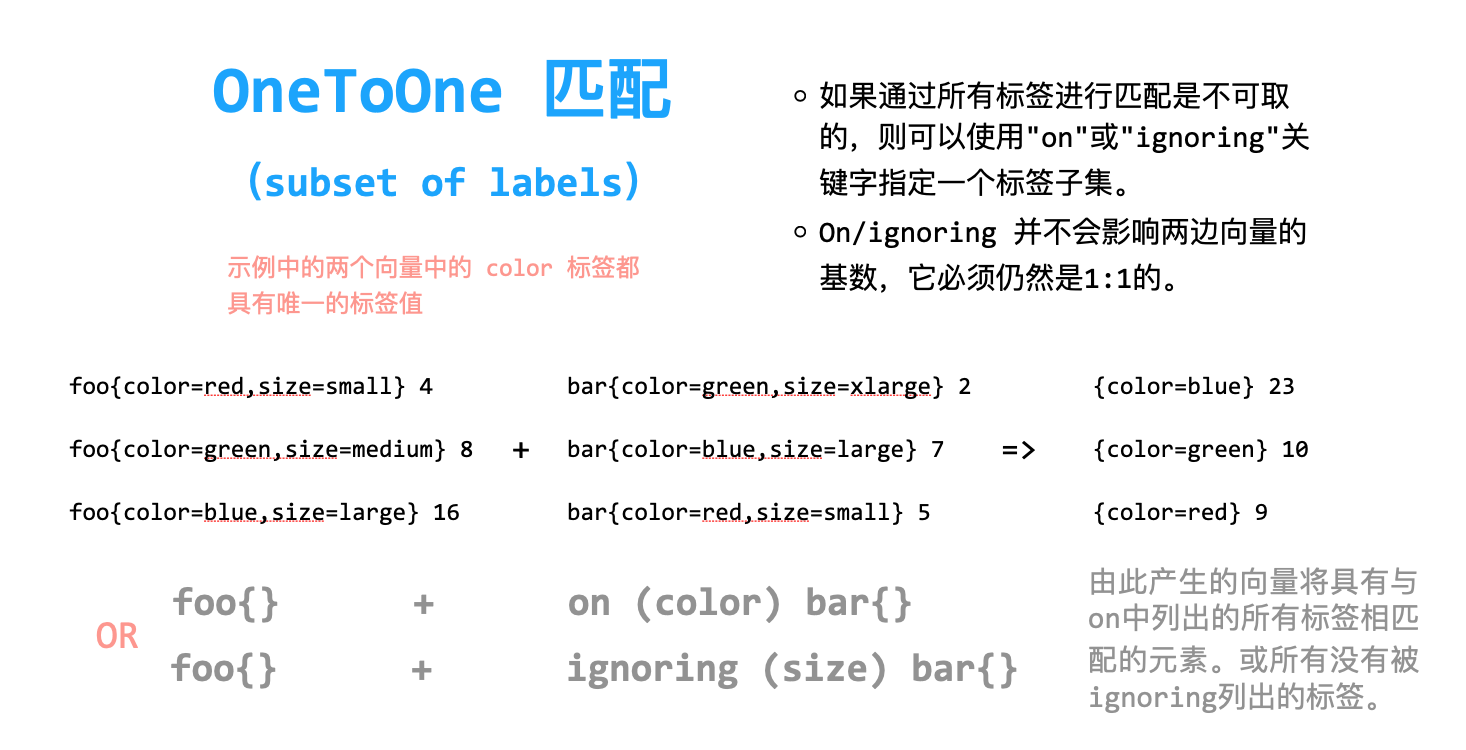 OneToOne 匹配
（subset of labels）
示例中的两个向量中的 color 标签都
具有唯一的标签值
如果通过所有标签进行匹配是不可取
的，则可以使用"on"或"ignoring"关
键字指定一个标签子集。
On/ignoring 并不会影响两边向量的
基数，它必须仍然是1:1的。
foo{color=red,size=small} 4
foo{color=green,size=medium} 8
foo{color=blue,size=large} 16
+
bar{color=green,size=xlarge} 2
bar{color=blue,size=large} 7
bar{color=red,size=small} 5
=>
{color=blue} 23
{color=green} 10
{color=red} 9
OR
foo{} + on (color) bar{}
foo{} + ignoring (size) bar{}
由此产生的向量将具有与
on中列出的所有标签相匹
配的元素。或所有没有被
ignoring列出的标签。